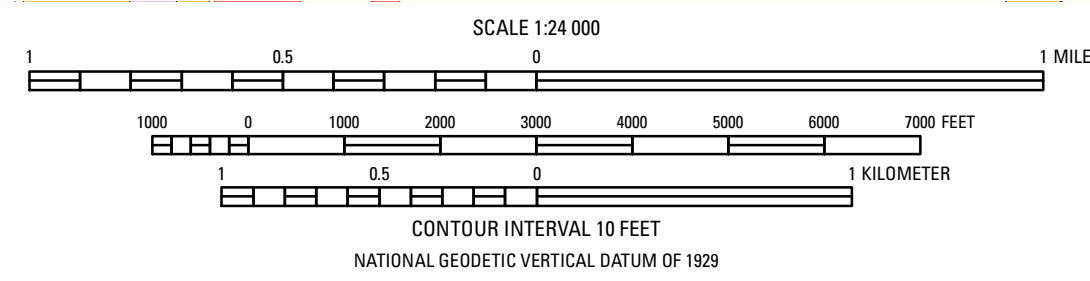 SCALE 1:24 000
1 0.5 0 1 MILE
1000 0 1000 2000 3000 4000 5000 6000 7000 FEET
1 0.5 0 1 KILOMETER
CONTOUR INTERVAL 10 FEET
NATIONAL GEODETIC VERTICAL DATUM OF 1929